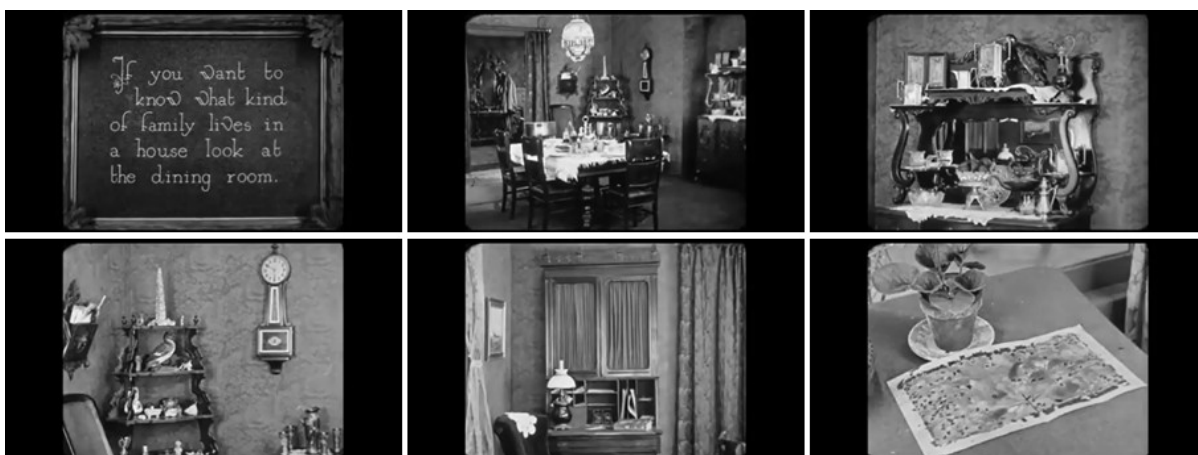 If you want to
know what kind
of family lives in
a house look at
the dining room.